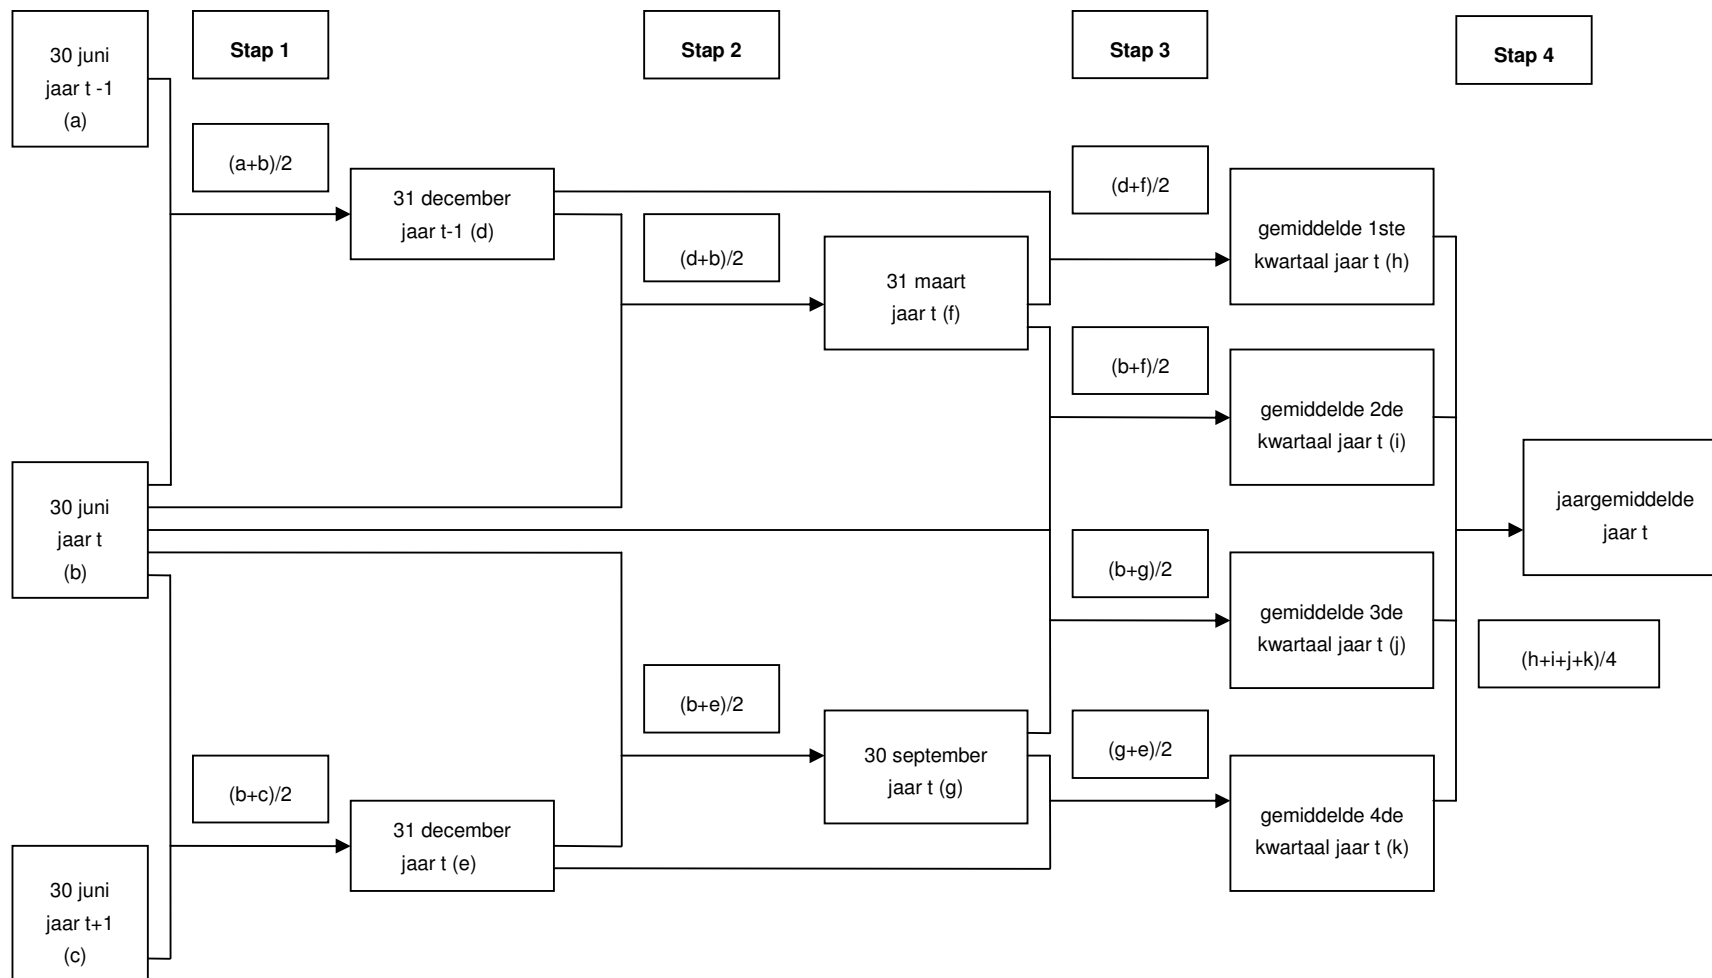 30 juni
jaar t -1
(a)
Stap 1
Stap 2
Stap 3
Stap 4
(a+b)/2
31 december
jaar t-1 (d)
(d+b)/2
31 maart
jaar t (f)
(d+f)/2
gemiddelde 1ste
kwartaal jaar t (h)
(b+f)/2
gemiddelde 2de
kwartaal jaar t (i)
30 juni
jaar t
(b)
jaargemiddelde
jaar t
(b+g)/2
gemiddelde 3de
kwartaal jaar t (j)
(h+i+j+k)/4
(b+e)/2
30 september
jaar t (g)
(g+e)/2
gemiddelde 4de
kwartaal jaar t (k)
(b+c)/2
31 december
jaar t (e)
30 juni
jaar t+1
(c)